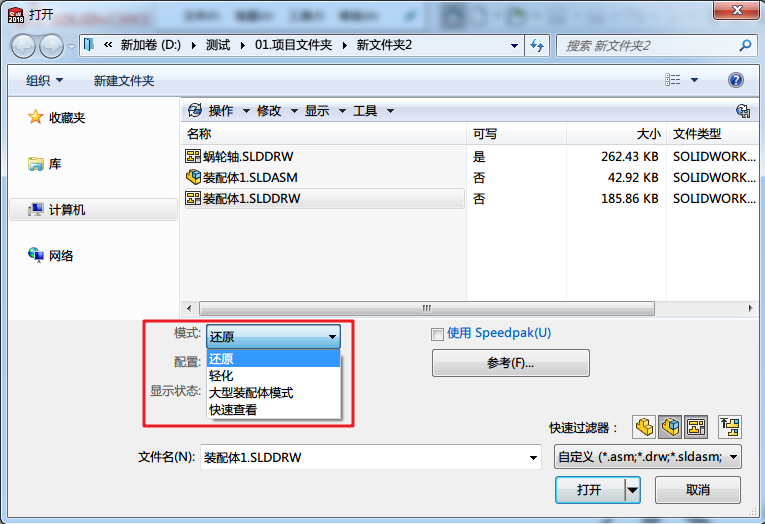 2018 打开
« 新加卷 (D:) 测试 01.项目文件夹 新文件夹2 搜索 新文件夹2
组织 新建文件夹
收藏夹
库
计算机
网络
操作 修改 显示 工具
名称 可写 大小 文件类型
蜗轮轴.SLDDRW 是 262.43 KB SOLIDWORK...
装配体1.SLDASM 否 42.92 KB SOLIDWORK...
装配体1.SLDDRW 否 185.86 KB SOLIDWORK...
模式: 还原 使用 Speedpak(U)
配置: 还原 参考(F)...
轻化
显示状态: 大型装配体模式
快速查看
快速过滤器：
文件名(N): 装配体1.SLDDRW 自定义 (*.asm;*.drw;*.sldasm;
打开 取消